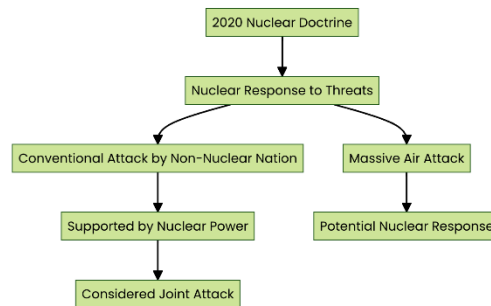 2020 Nuclear Doctrine
Nuclear Response to Threats
Conventional Attack by Non-Nuclear Nation
Massive Air Attack
Supported by Nuclear Power
Potential Nuclear Response
Considered Joint Attack